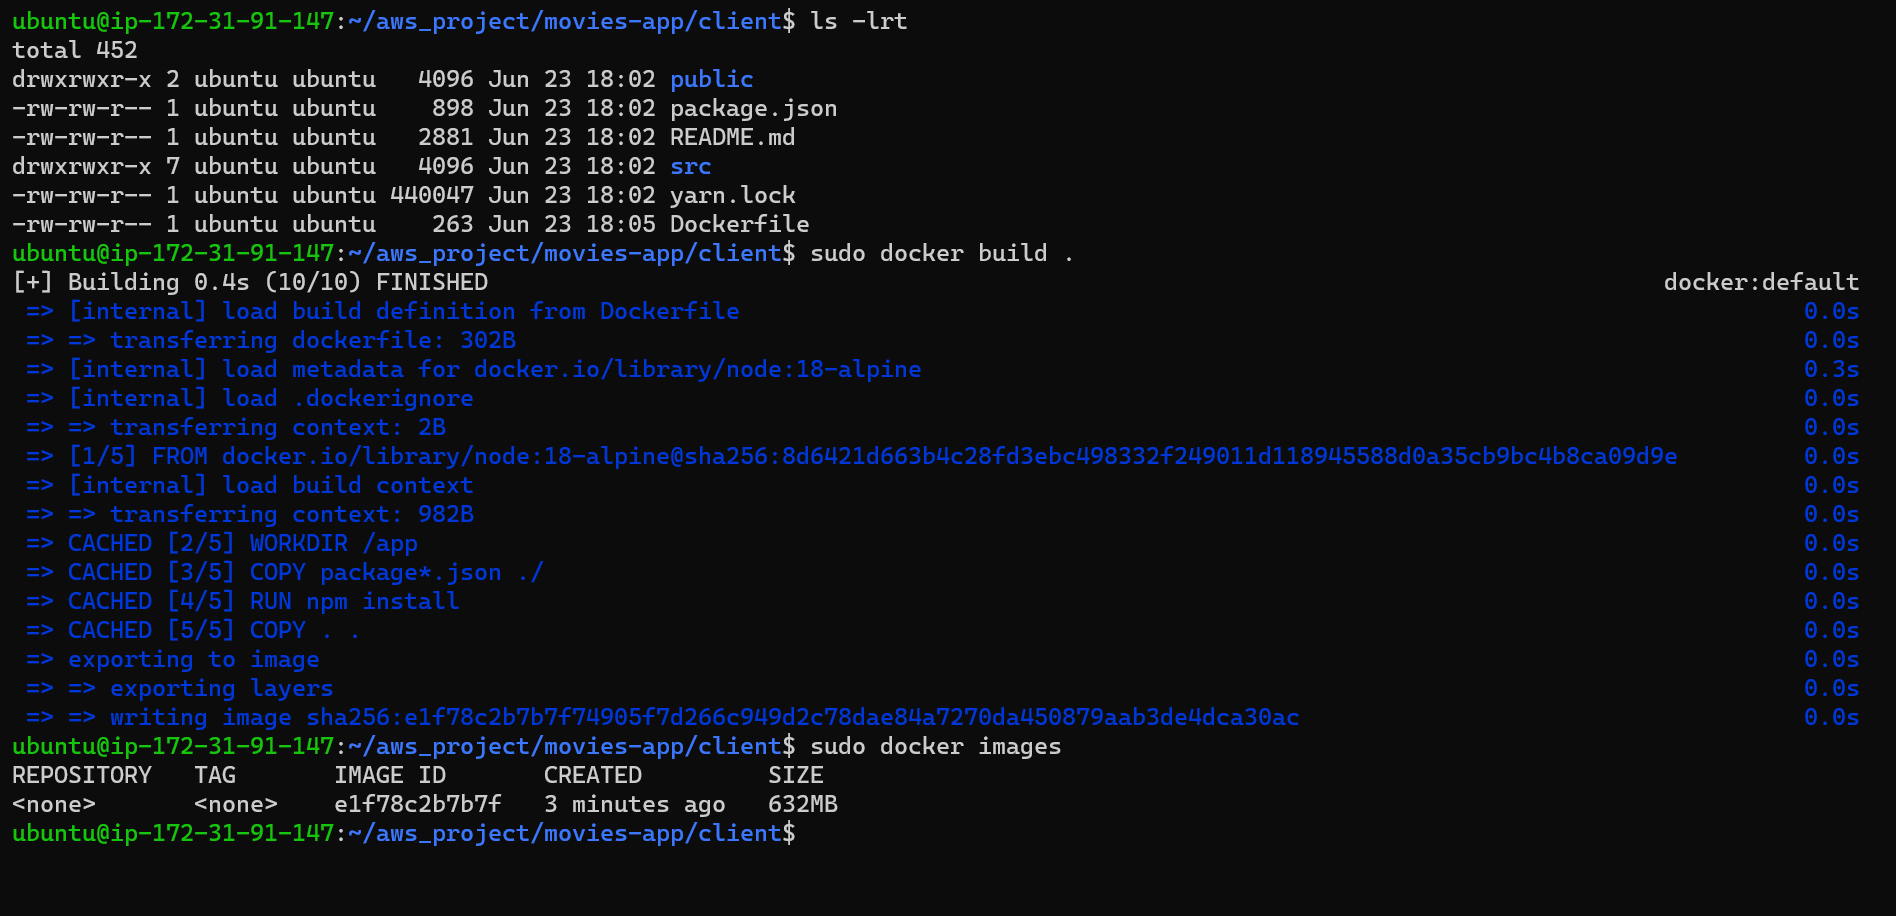 ubuntu@ip-172-31-91-147:~/aws_project/movies-app/client$ ls -lrt
total 452
drwxrwxr-x 2 ubuntu ubuntu   4096 Jun 23 18:02 public
-rw-rw-r-- 1 ubuntu ubuntu    898 Jun 23 18:02 package.json
-rw-rw-r-- 1 ubuntu ubuntu   2881 Jun 23 18:02 README.md
drwxrwxr-x 7 ubuntu ubuntu   4096 Jun 23 18:02 src
-rw-rw-r-- 1 ubuntu ubuntu 440047 Jun 23 18:02 yarn.lock
-rw-rw-r-- 1 ubuntu ubuntu    263 Jun 23 18:05 Dockerfile
ubuntu@ip-172-31-91-147:~/aws_project/movies-app/client$ sudo docker build .
[+] Building 0.4s (10/10) FINISHED docker:default
=> [internal] load build definition from Dockerfile 0.0s
=> => transferring dockerfile: 302B 0.0s
=> [internal] load metadata for docker.io/library/node:18-alpine 0.3s
=> [internal] load .dockerignore 0.0s
=> => transferring context: 2B 0.0s
=> [1/5] FROM docker.io/library/node:18-alpine@sha256:8d6421d663b4c28fd3ebc498332f249011d118945588d0a35cb9bc4b8ca09d9e 0.0s
=> [internal] load build context 0.0s
=> => transferring context: 982B 0.0s
=> CACHED [2/5] WORKDIR /app 0.0s
=> CACHED [3/5] COPY package*.json ./ 0.0s
=> CACHED [4/5] RUN npm install 0.0s
=> CACHED [5/5] COPY . . 0.0s
=> exporting to image 0.0s
=> => exporting layers 0.0s
=> => writing image sha256:e1f78c2b7b7f74905f7d266c949d2c78dae84a7270da450879aab3de4dca30ac 0.0s
ubuntu@ip-172-31-91-147:~/aws_project/movies-app/client$ sudo docker images
REPOSITORY   TAG       IMAGE ID       CREATED         SIZE
<none>       <none>    e1f78c2b7b7f   3 minutes ago   632MB
ubuntu@ip-172-31-91-147:~/aws_project/movies-app/client$